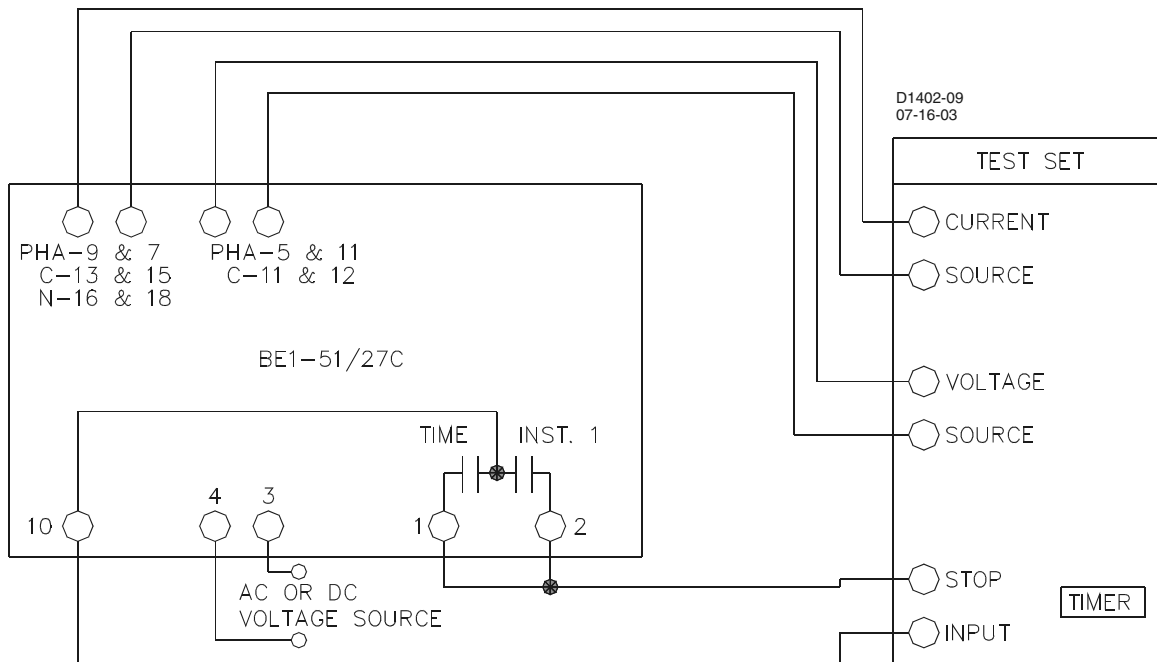 D1402-09
07-16-03
TEST SET
CURRENT
SOURCE
VOLTAGE
SOURCE
STOP
TIMER
INPUT
PHA-9 & 7
C-13 & 15
N-16 & 18
PHA-5 & 11
C-11 & 12
BE1-51/27C
TIME
INST. 1
10
4
3
1
2
AC OR DC
VOLTAGE SOURCE